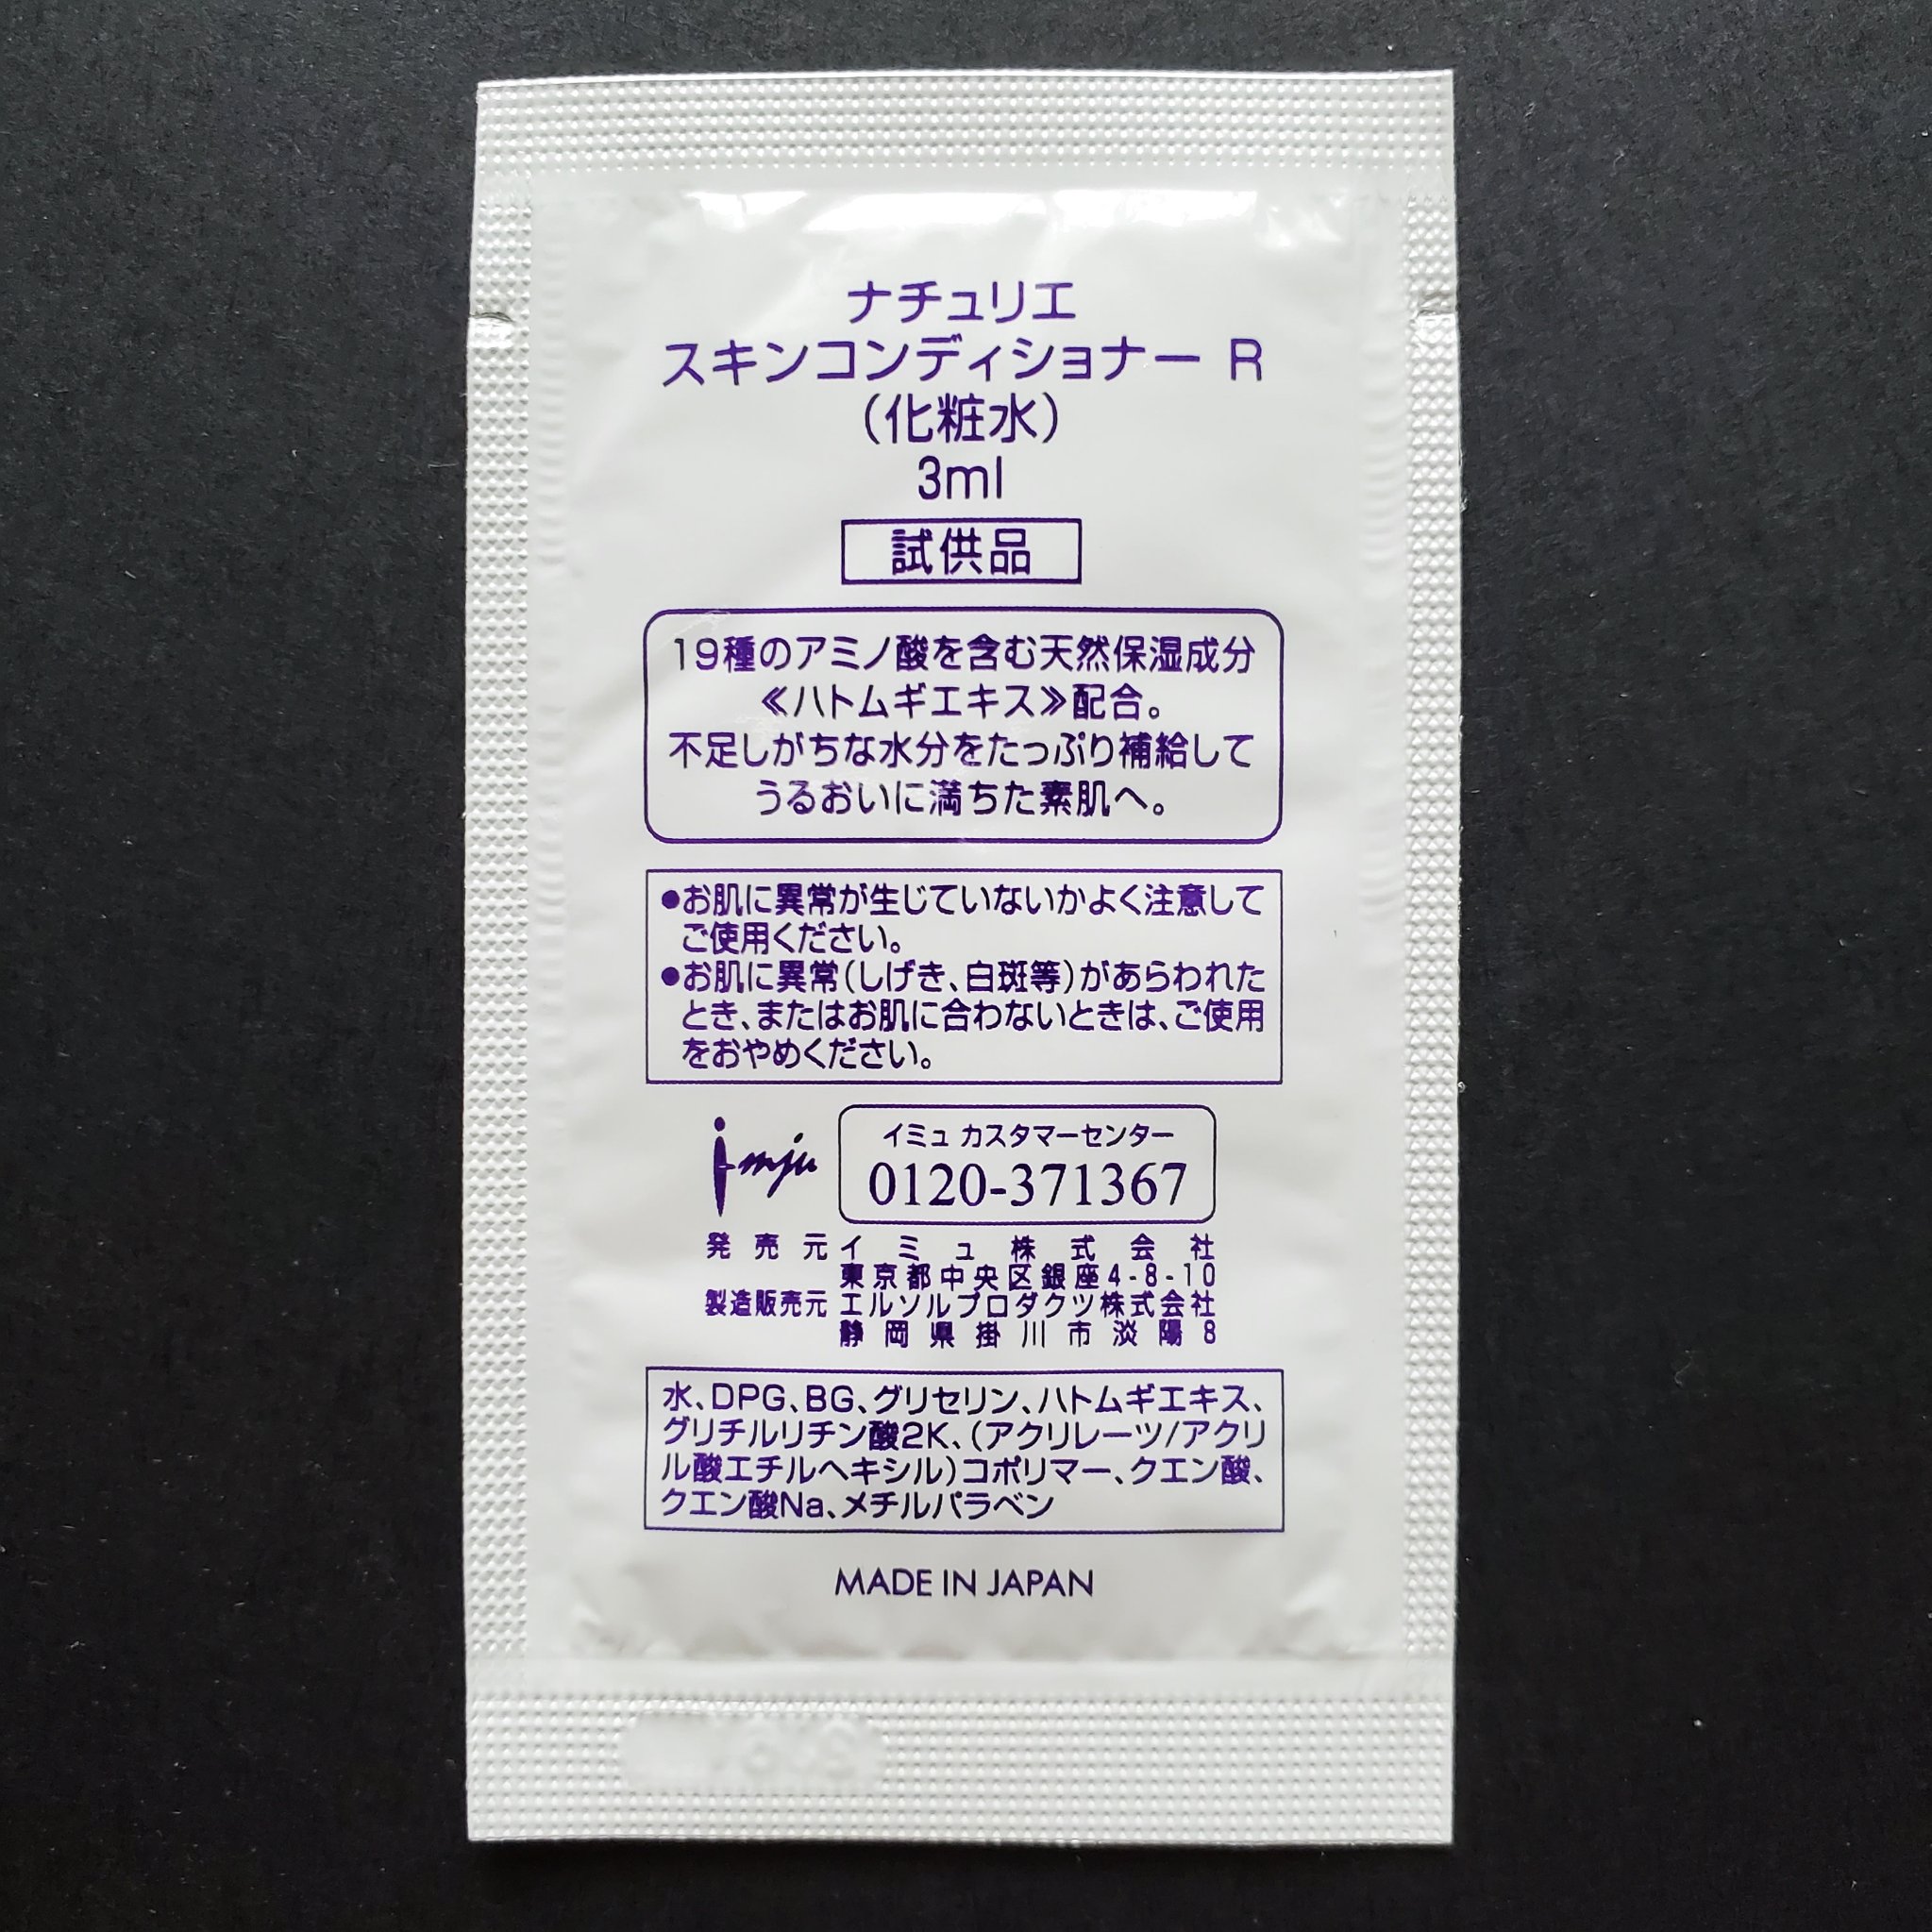 ナチュリエ
スキンコンディショナー R
(化粧水)
3ml
試供品
19種のアミノ酸を含む天然保湿成分
≪ハトムギエキス≫配合。
不足しがちな水分をたっぷり補給して
うるおいに満ちた素肌へ。
●お肌に異常が生じていないかよく注意して
ご使用ください。
●お肌に異常(しげき、白斑等)があらわれた
とき、またはお肌に合わないときは、ご使用
をおやめください。
imju
イミュ カスタマーセンター
0120-371367
発売元 イミュ株式会社
東京都中央区銀座4-8-10
製造販売元 エルソルプロダクツ株式会社
静岡県掛川市淡陽8
水、DPG、BG、グリセリン、ハトムギエキス、
グリチルリチン酸2K、(アクリレーツ/アクリ
ル酸エチルヘキシル)コポリマー、クエン酸、
クエン酸Na、メチルパラベン
MADE IN JAPAN